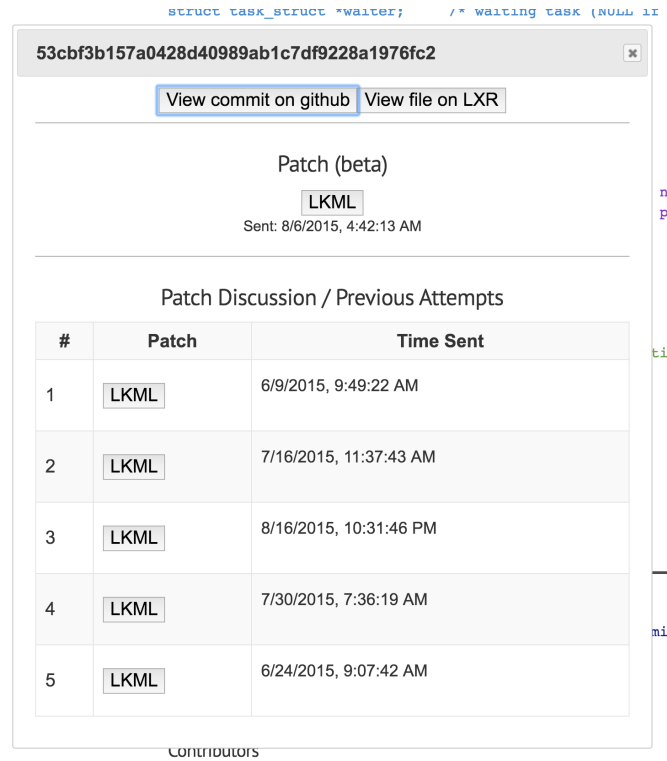 struct task_struct *waiter; /* waiting task (NULL if
53cbf3b157a0428d40989ab1c7df9228a1976fc2
View commit on github View file on LXR
Patch (beta)
LKML
Sent: 8/6/2015, 4:42:13 AM
Patch Discussion / Previous Attempts
# Patch Time Sent
1 LKML 6/9/2015, 9:49:22 AM
2 LKML 7/16/2015, 11:37:43 AM
3 LKML 8/16/2015, 10:31:46 PM
4 LKML 7/30/2015, 7:36:19 AM
5 LKML 6/24/2015, 9:07:42 AM
Contributors